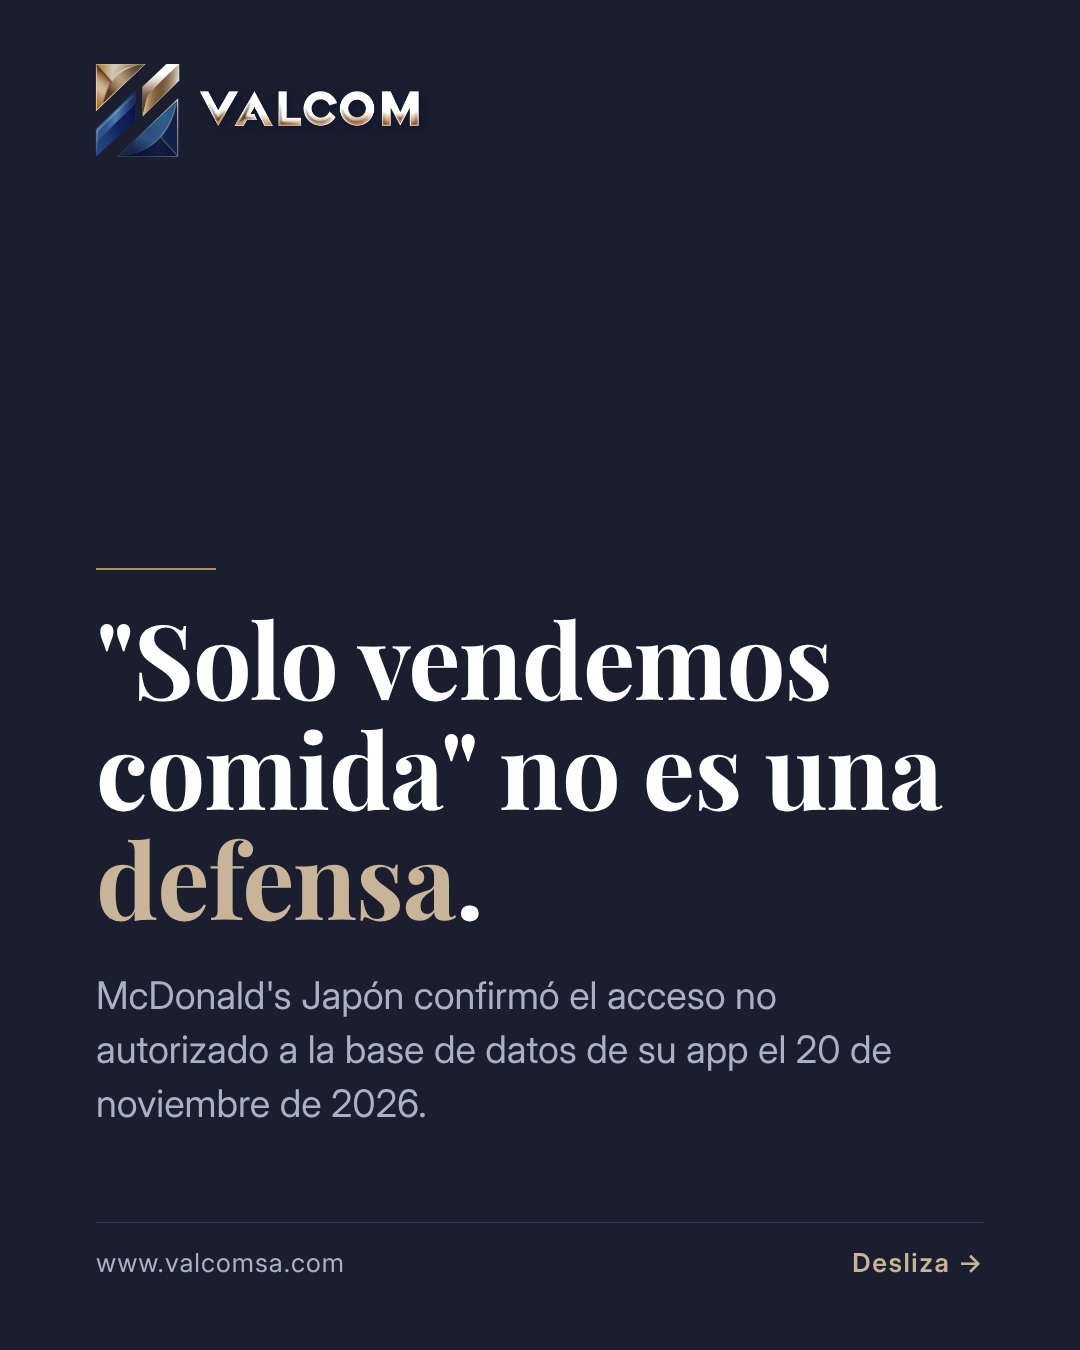 VALCOM
"Solo vendemos
comida" no es una
defensa.
McDonald's Japón confirmó el acceso no
autorizado a la base de datos de su app el 20 de
noviembre de 2026.
www.valcomsa.com
Desliza →